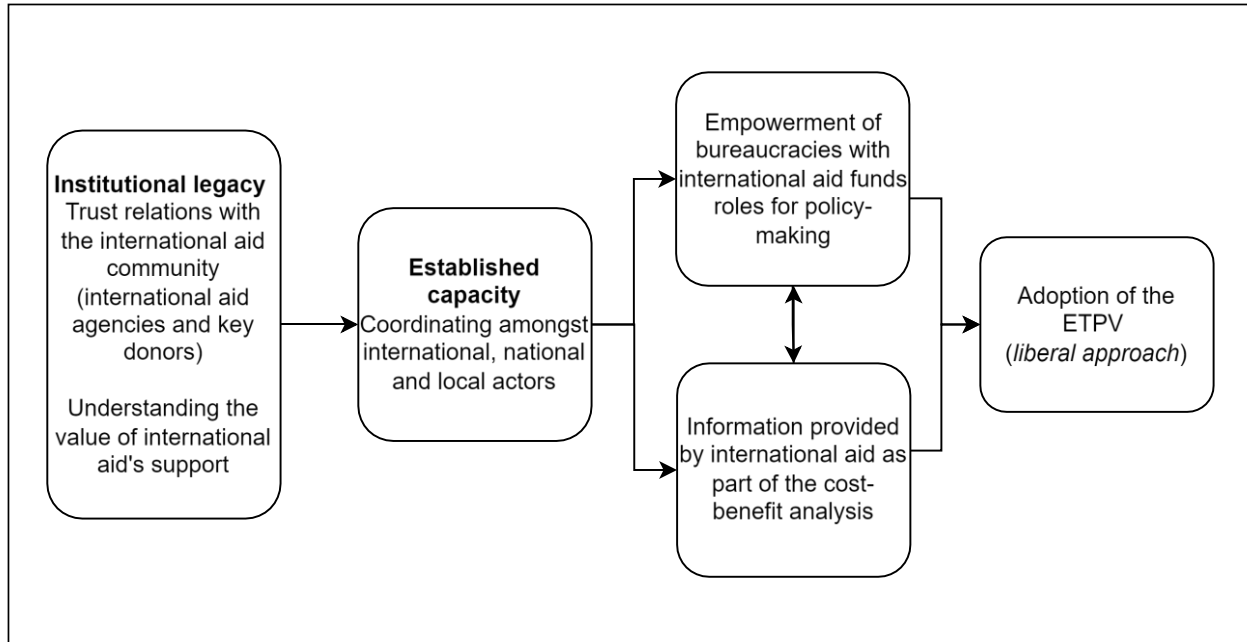 Institutional legacy
Trust relations with
the international aid
community
(international aid
agencies and key
donors)
Understanding the
value of international
aid's support
Established
capacity
Coordinating amongst
international, national
and local actors
Empowerment of
bureaucracies with
international aid funds
roles for policy-
making
Information provided
by international aid as
part of the cost-
benefit analysis
Adoption of the
ETPV
(liberal approach)